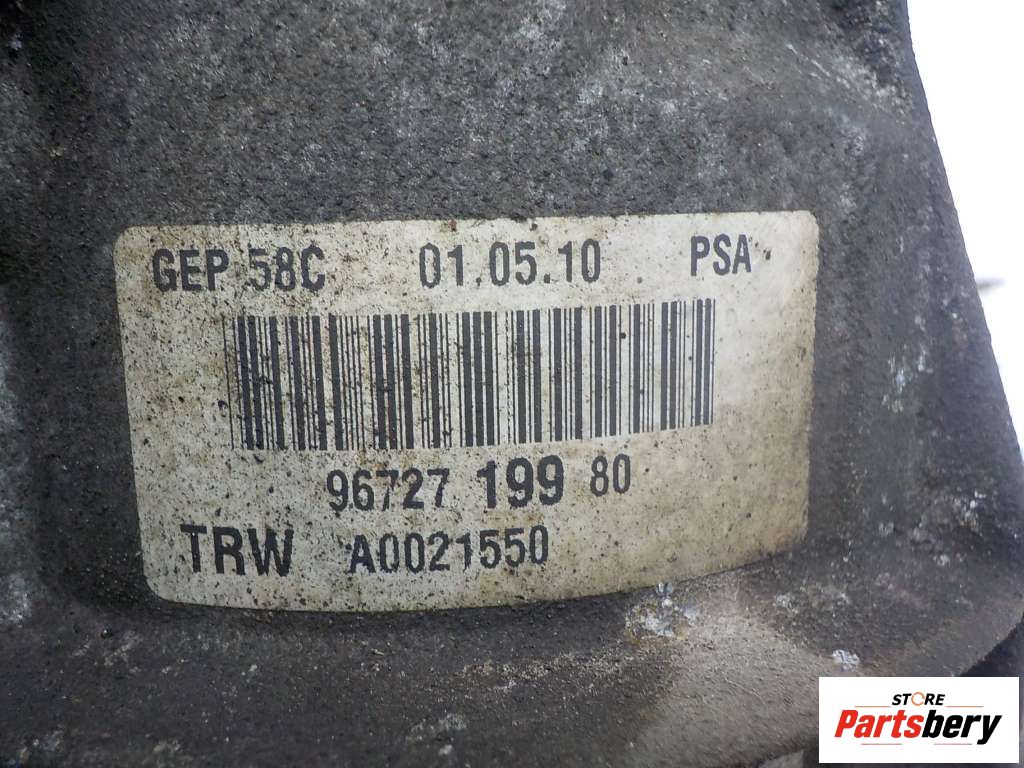 GEP 58C 01.05.10 PSA
96727 199 80
TRW A0021550
STORE
Partsbery